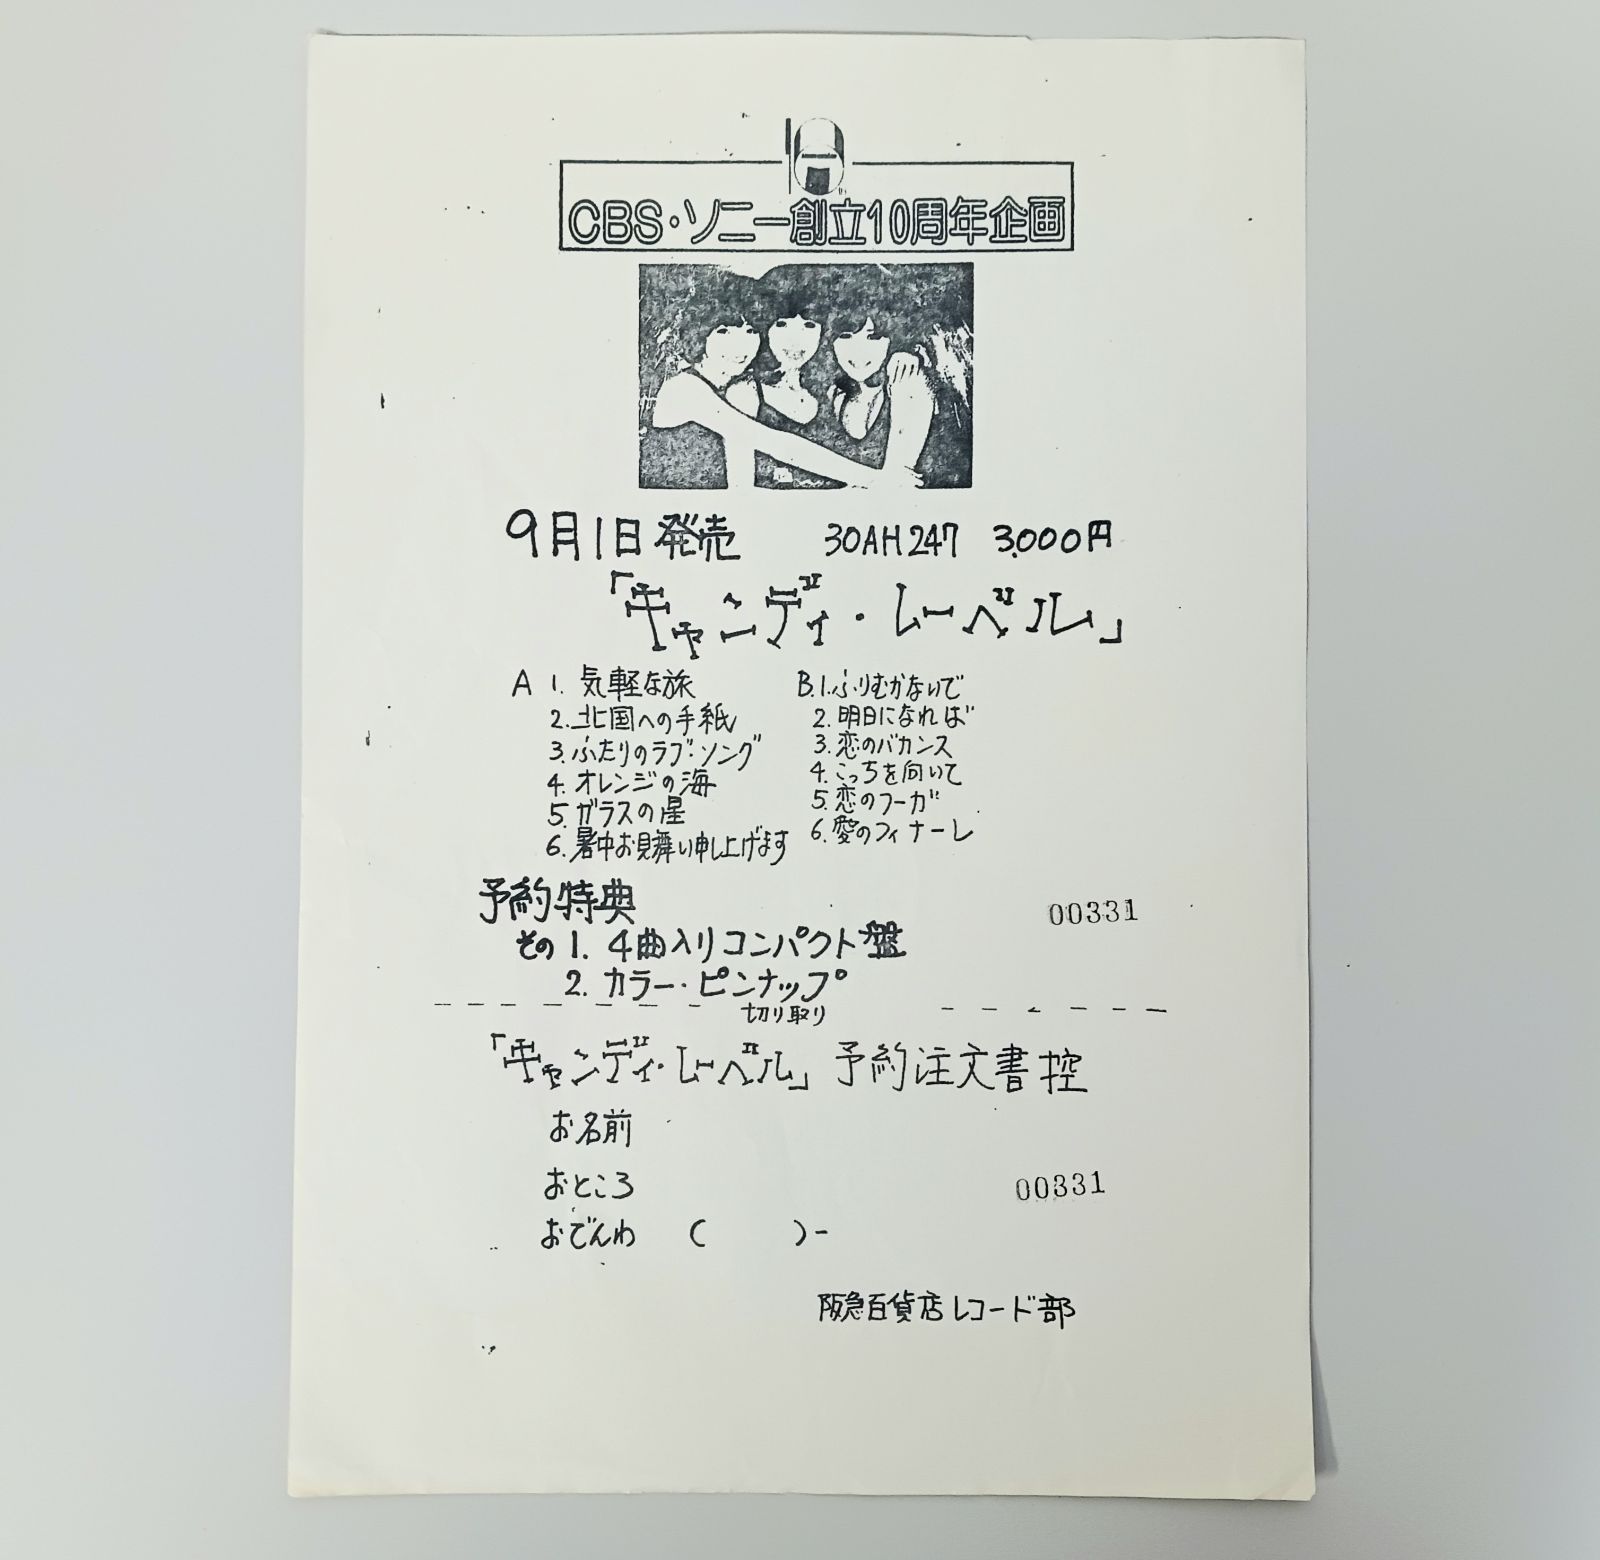 CBS・ソニー創立10周年企画
9月1日発売 30AH247 3.000円
「キャンディ・レーベル」
A 1. 気軽な旅
2. 北国への手紙
3. ふたりのラブ・ソング
4. オレンジの海
5. ガラスの星
6. 暑中お見舞い申し上げます
B.1.ふりむかないで
2. 明日になれば
3. 恋のバカンス
4. こっちを向いて
5. 恋のフーガ
6. 愛のフィナーレ
予約特典
00331
その1. 4曲入りコンパクト盤
2. カラー・ピンナップ
切り取り
「キャンディ・レーベル」予約注文書控
お名前
おところ
00331
おでんわ ( )-
阪急百貨店レコード部